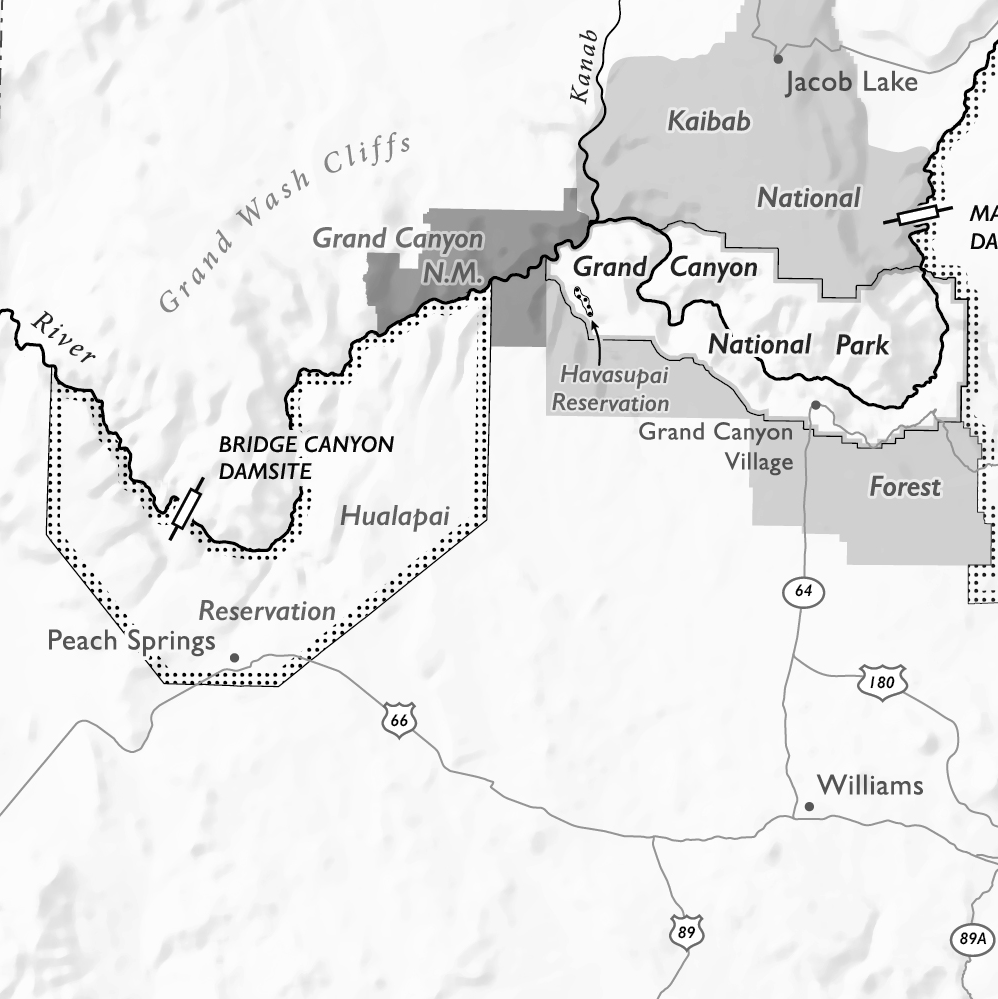 Kanab
Jacob Lake
Kaibab
Grand Wash Cliffs
National
MA
DA
Grand Canyon
N.M.
Grand Canyon
River
National Park
Havasupai
Reservation
Grand Canyon
Village
BRIDGE CANYON
DAMSITE
Forest
Hualapai
64
Reservation
Peach Springs
180
66
Williams
89
89A